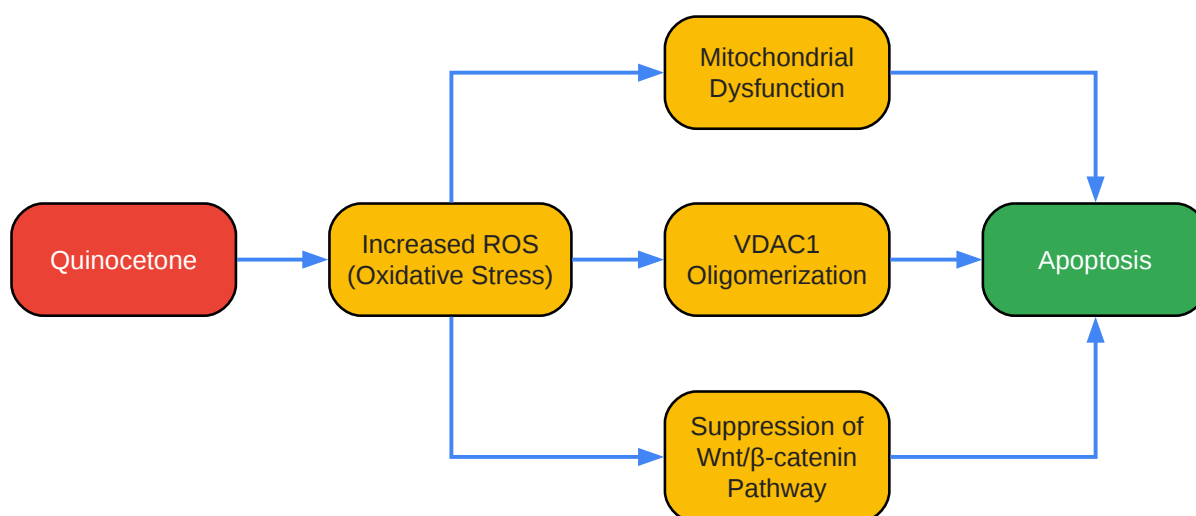 Mitochondrial
Dysfunction
Quinocetone
Increased ROS
(Oxidative Stress)
VDAC1
Oligomerization
Apoptosis
Suppression of
Wnt/β-catenin
Pathway